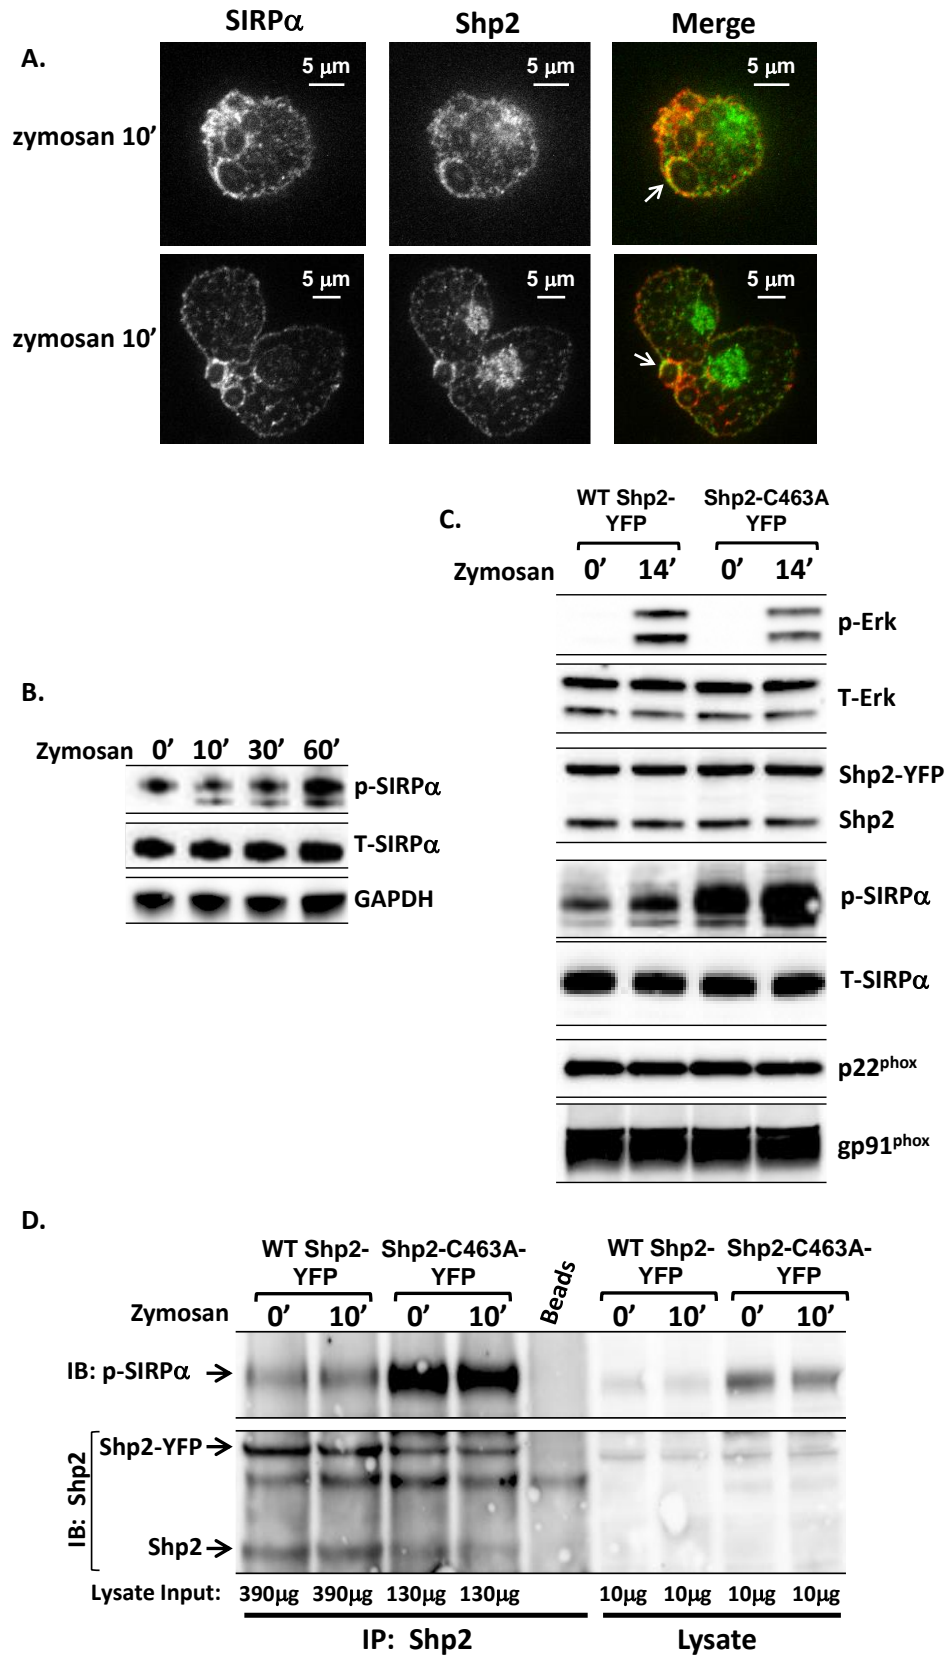 SIRPα Shp2 Merge
A.
5 μm 5 μm 5 μm
zymosan 10’
5 μm 5 μm 5 μm
zymosan 10’
C.
WT Shp2-YFP Shp2-C463A YFP
Zymosan 0’ 14’ 0’ 14’
p-Erk
T-Erk
Shp2-YFP
Shp2
p-SIRPα
T-SIRPα
p22phox
gp91phox
B.
Zymosan 0’ 10’ 30’ 60’
p-SIRPα
T-SIRPα
GAPDH
D.
WT Shp2-YFP Shp2-C463A-YFP Beads WT Shp2-YFP Shp2-C463A-YFP
Zymosan 0’ 10’ 0’ 10’ 0’ 10’ 0’ 10’
IB: p-SIRPα
IB: Shp2
Shp2-YFP
Shp2
Lysate Input: 390μg 390μg 130μg 130μg 10μg 10μg 10μg 10μg
IP: Shp2 Lysate